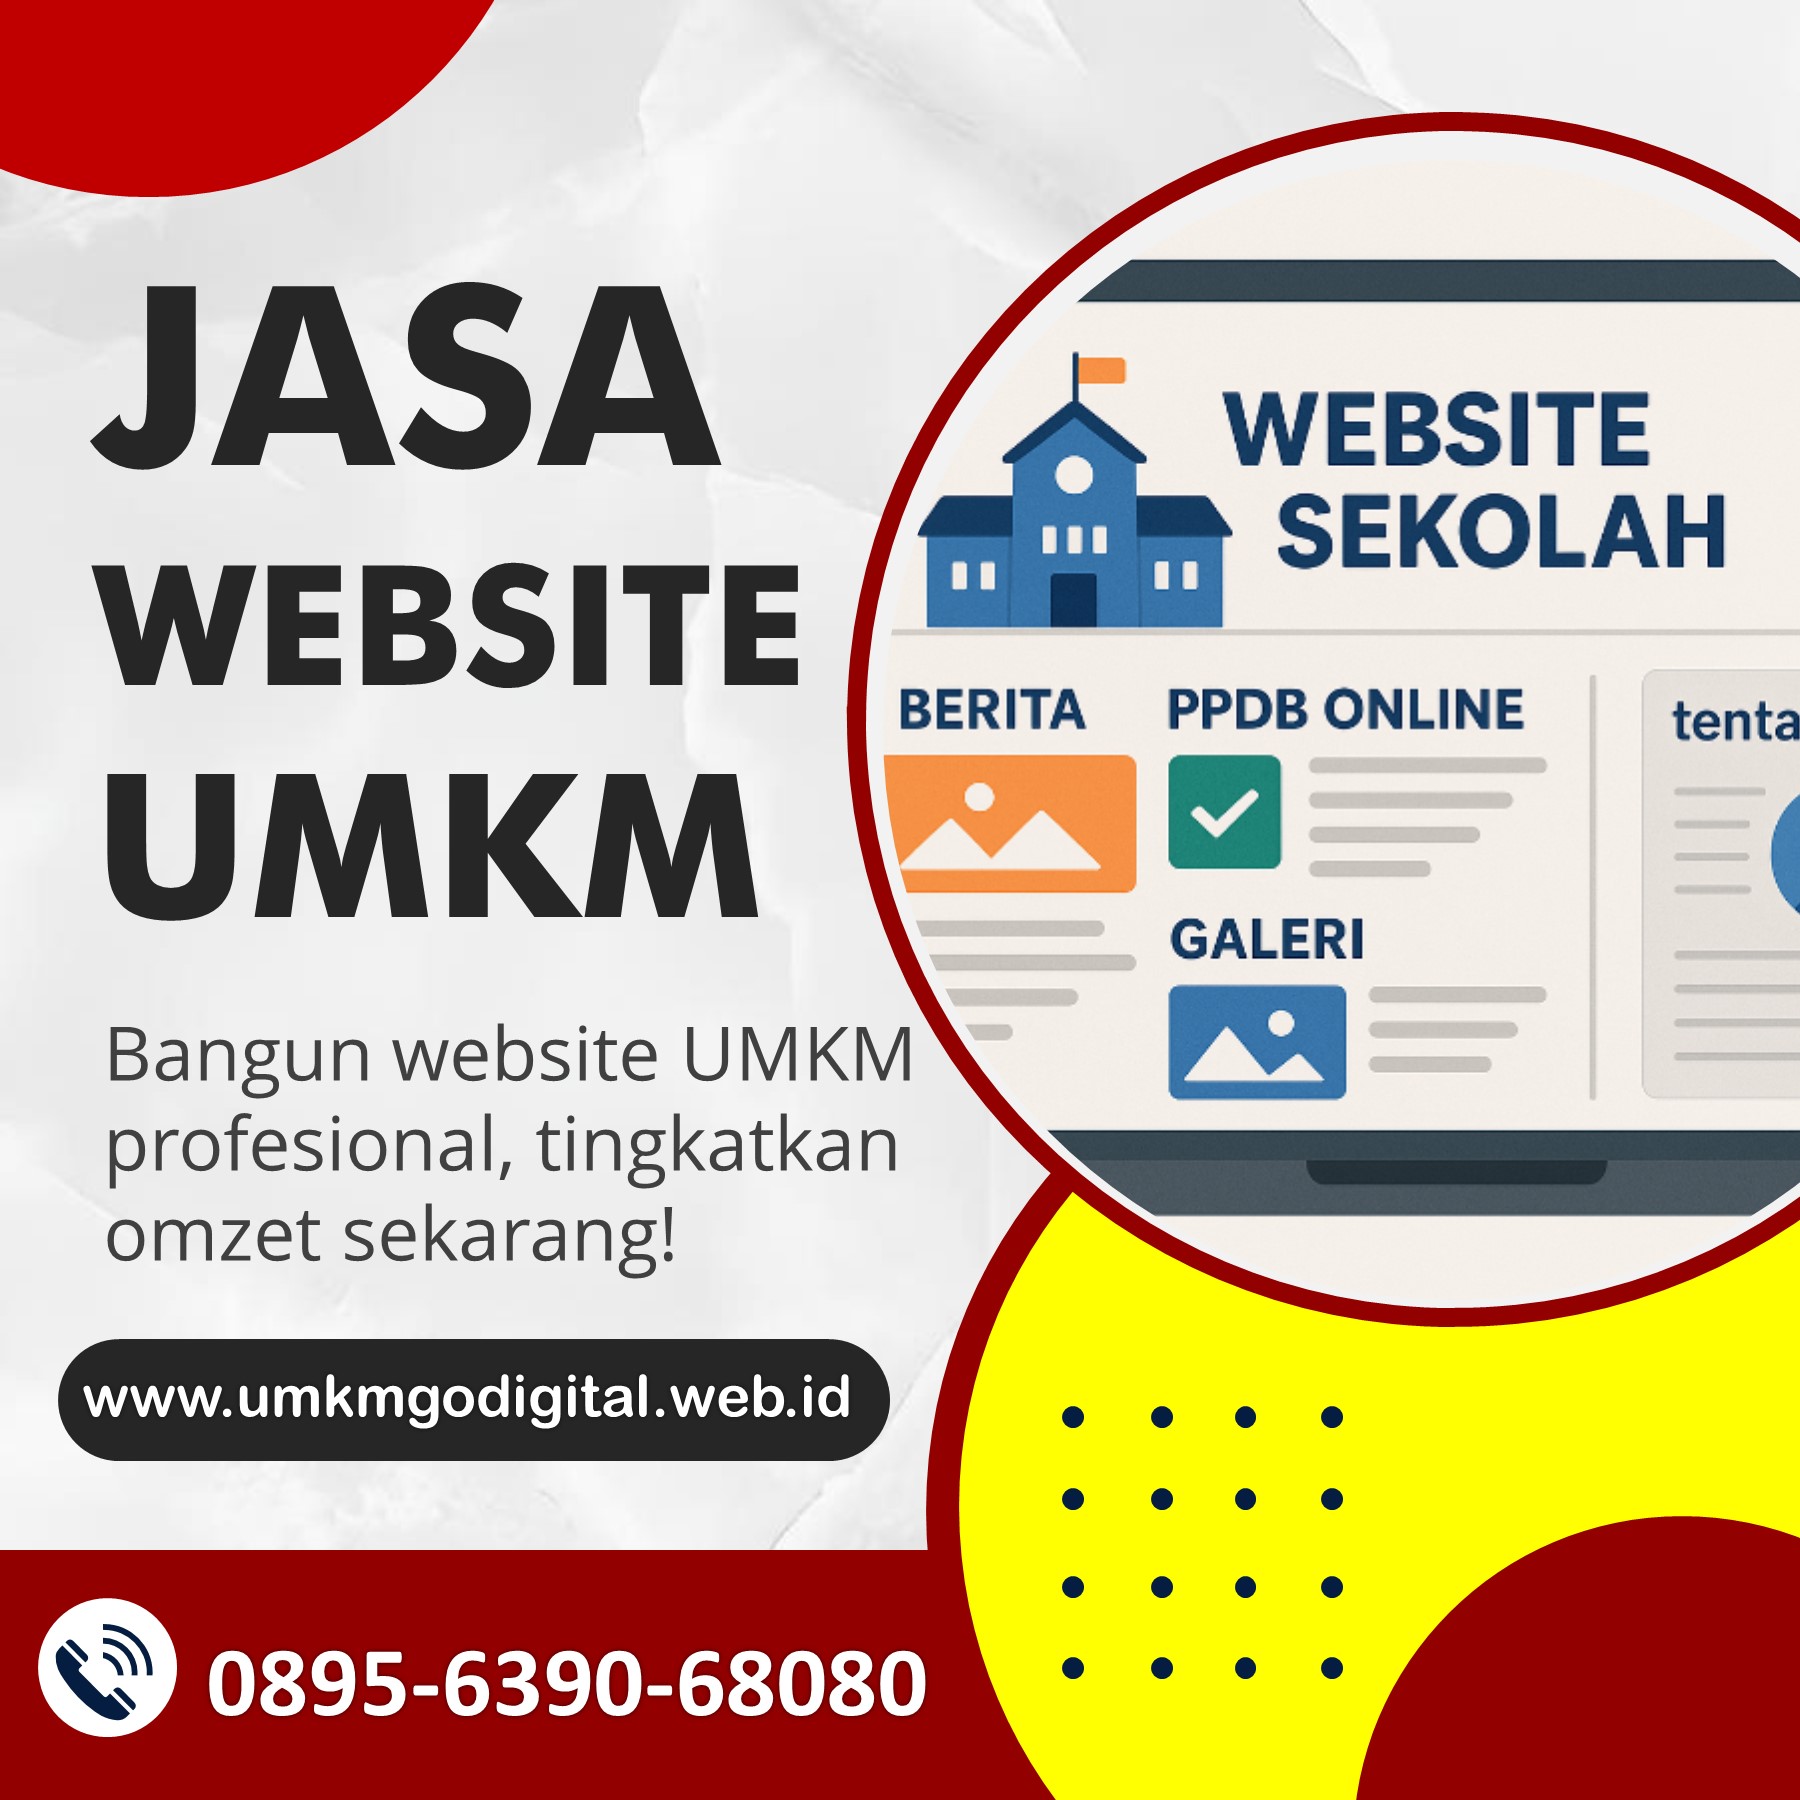 JASA
WEBSITE
UMKM
Bangun website UMKM
profesional, tingkatkan
omzet sekarang!
www.umkmgodigital.web.id
0895-6390-68080
WEBSITE
SEKOLAH
BERITA
PPDB ONLINE
tenta
GALERI